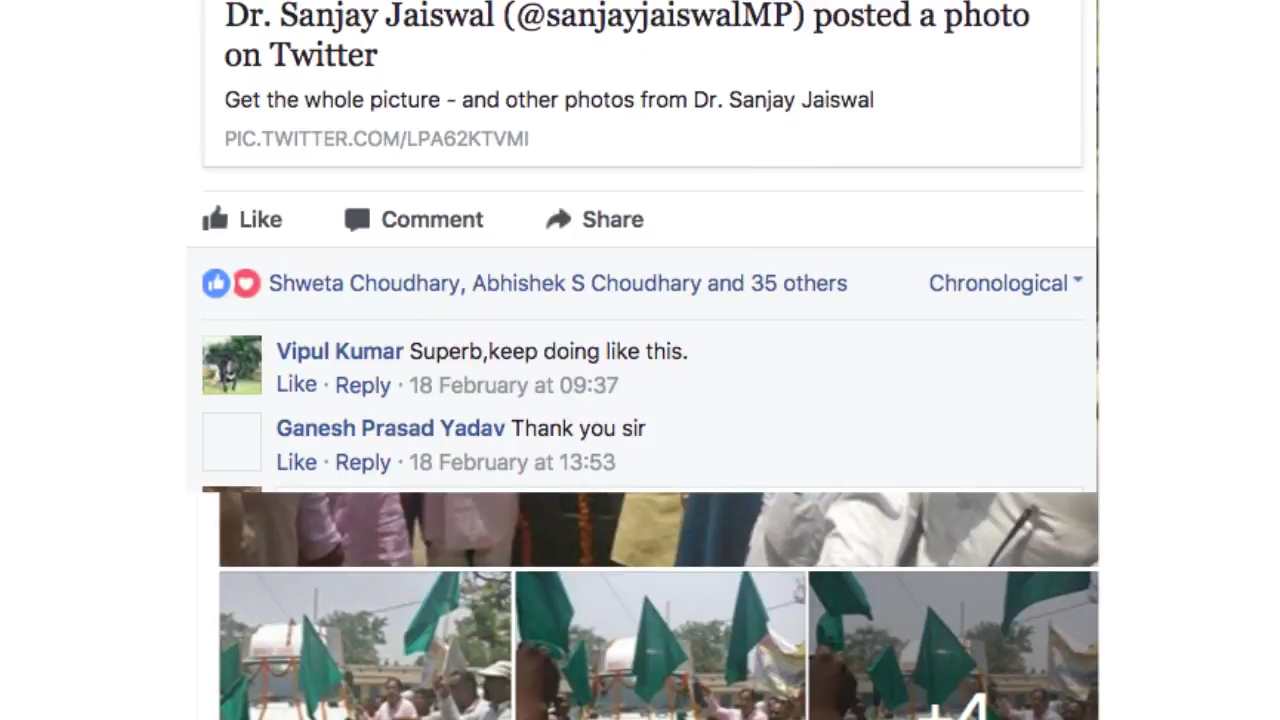 Dr. Sanjay Jaiswal (@sanjayjaiswalMP) posted a photo
on Twitter
Get the whole picture - and other photos from Dr. Sanjay Jaiswal
PIC.TWITTER.COM/LPA62KTVMI
Like Comment Share
Shweta Choudhary, Abhishek S Choudhary and 35 others Chronological
Vipul Kumar Superb,keep doing like this.
Like · Reply · 18 February at 09:37
Ganesh Prasad Yadav Thank you sir
Like · Reply · 18 February at 13:53
+4